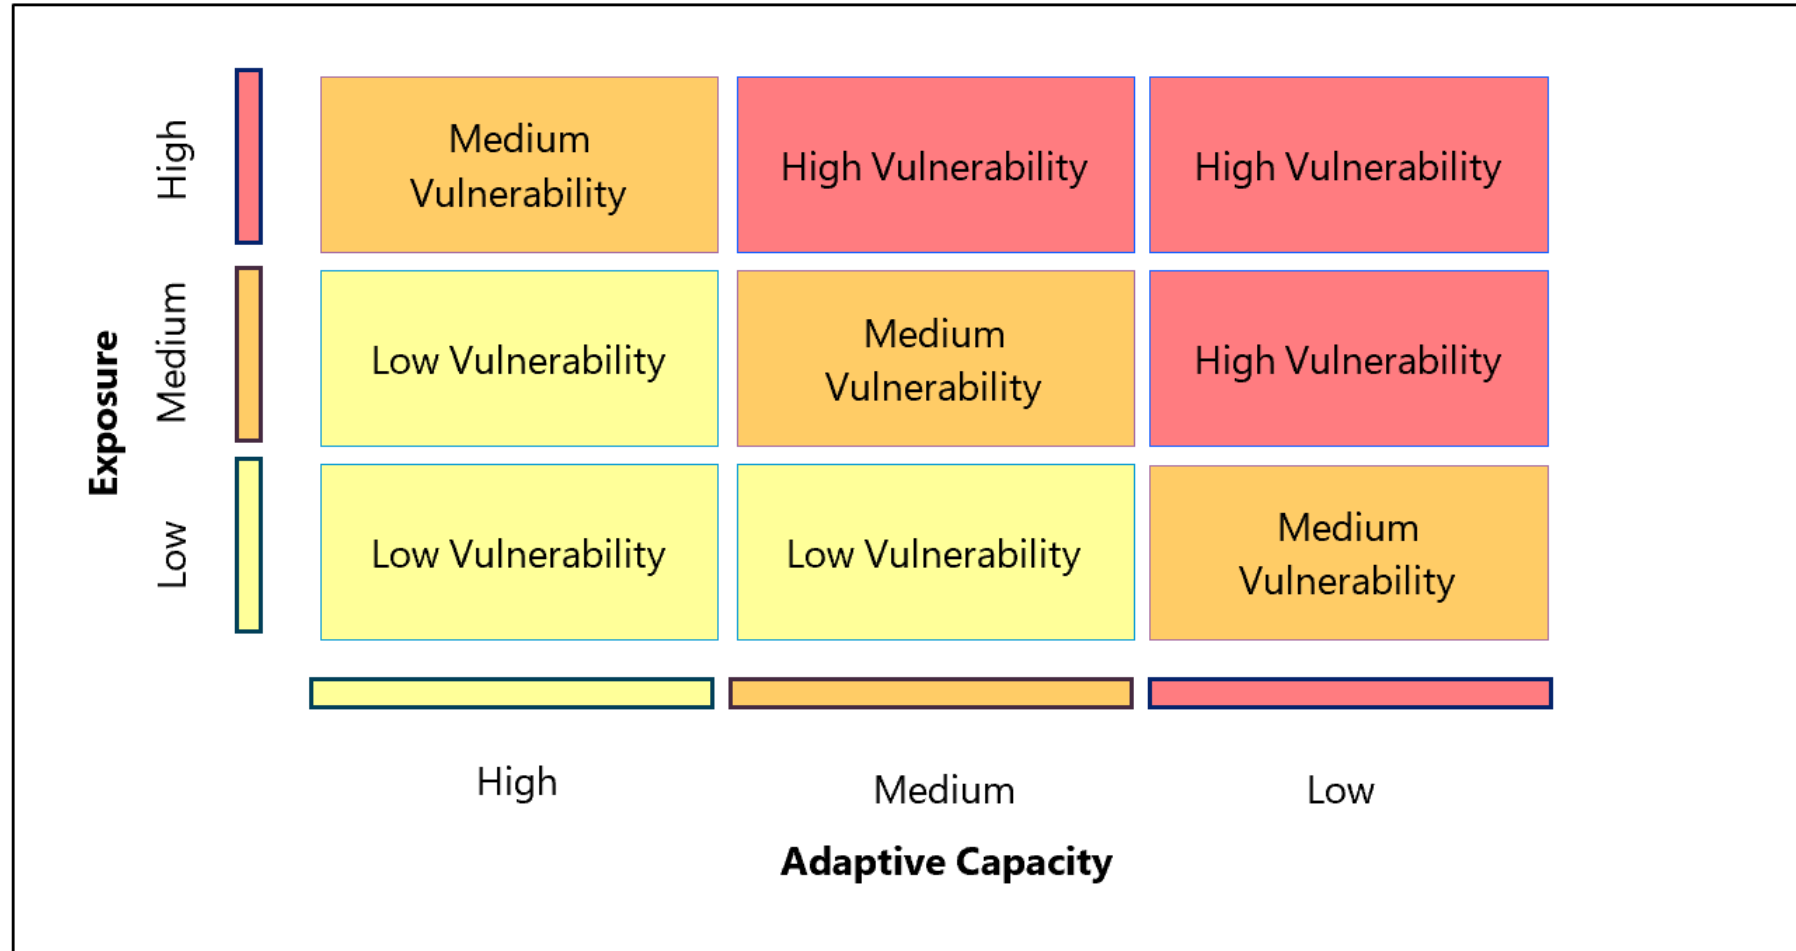 High
Medium
Vulnerability
High Vulnerability
High Vulnerability
Exposure
Medium
Low Vulnerability
Medium
Vulnerability
High Vulnerability
Low
Low Vulnerability
Low Vulnerability
Medium
Vulnerability
High
Medium
Low
Adaptive Capacity